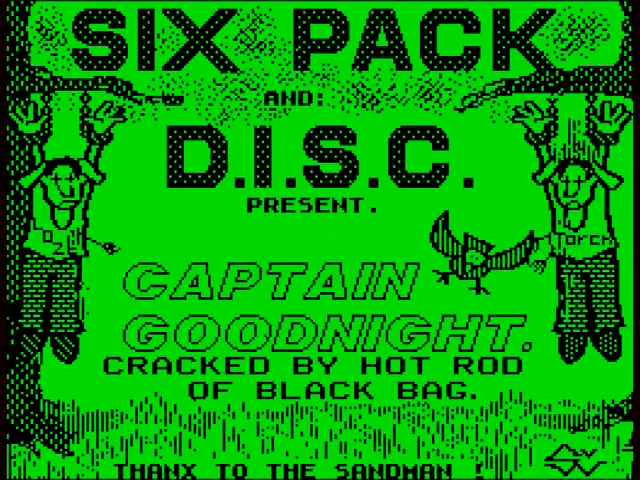 SIX PACK
AND:
D.I.S.C.
PRESENT.
Torch
CAPTAIN
GOODNIGHT.
CRACKED BY HOT ROD
OF BLACK BAG.
THANX TO THE SANDMAN !